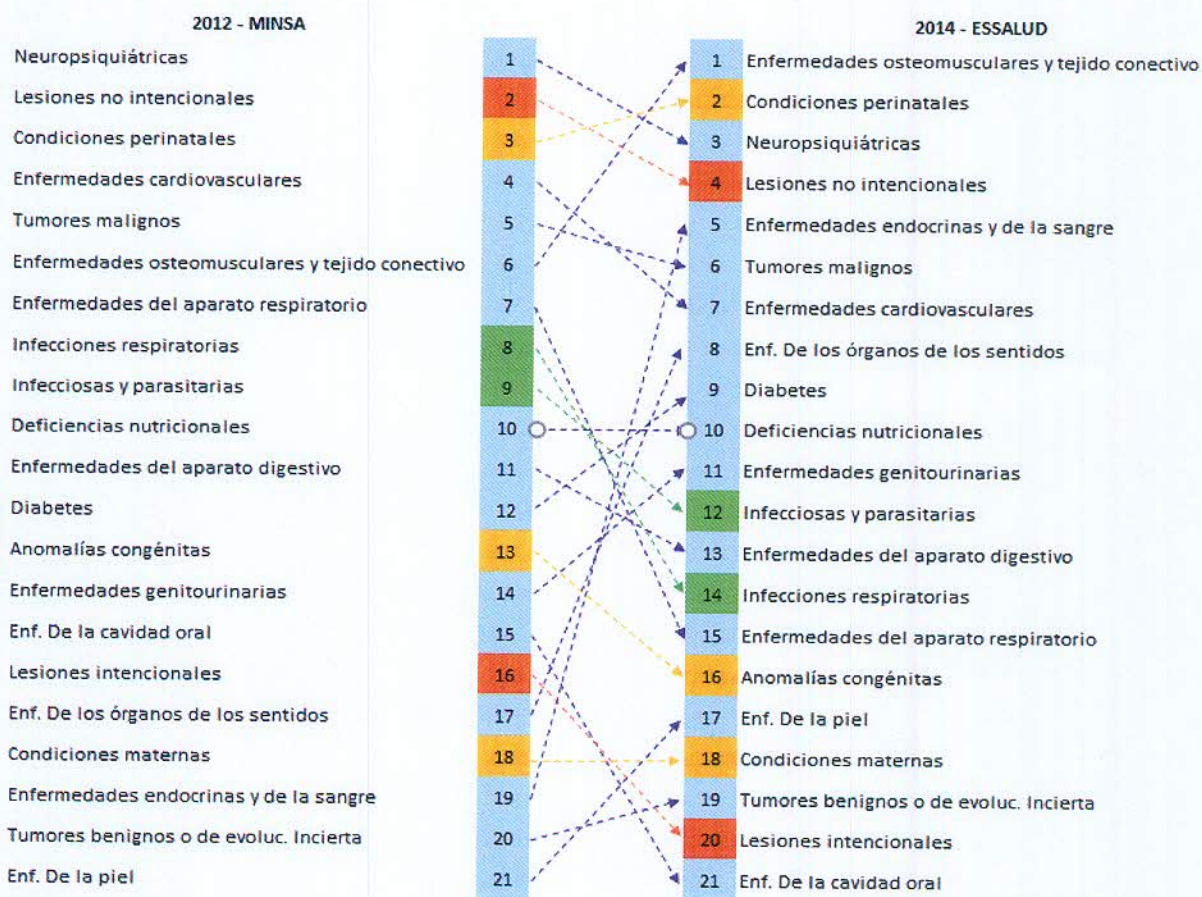 2012 - MINSA
Neuropsiquiátricas 1
Lesiones no intencionales 2
Condiciones perinatales 3
Enfermedades cardiovasculares 4
Tumores malignos 5
Enfermedades osteomusculares y tejido conectivo 6
Enfermedades del aparato respiratorio 7
Infecciones respiratorias 8
Infecciosas y parasitarias 9
Deficiencias nutricionales 10
Enfermedades del aparato digestivo 11
Diabetes 12
Anomalías congénitas 13
Enfermedades genitourinarias 14
Enf. De la cavidad oral 15
Lesiones intencionales 16
Enf. De los órganos de los sentidos 17
Condiciones maternas 18
Enfermedades endocrinas y de la sangre 19
Tumores benignos o de evoluc. Incierta 20
Enf. De la piel 21
2014 - ESSALUD
1 Enfermedades osteomusculares y tejido conectivo
2 Condiciones perinatales
3 Neuropsiquiátricas
4 Lesiones no intencionales
5 Enfermedades endocrinas y de la sangre
6 Tumores malignos
7 Enfermedades cardiovasculares
8 Enf. De los órganos de los sentidos
9 Diabetes
10 Deficiencias nutricionales
11 Enfermedades genitourinarias
12 Infecciosas y parasitarias
13 Enfermedades del aparato digestivo
14 Infecciones respiratorias
15 Enfermedades del aparato respiratorio
16 Anomalías congénitas
17 Enf. De la piel
18 Condiciones maternas
19 Tumores benignos o de evoluc. Incierta
20 Lesiones intencionales
21 Enf. De la cavidad oral